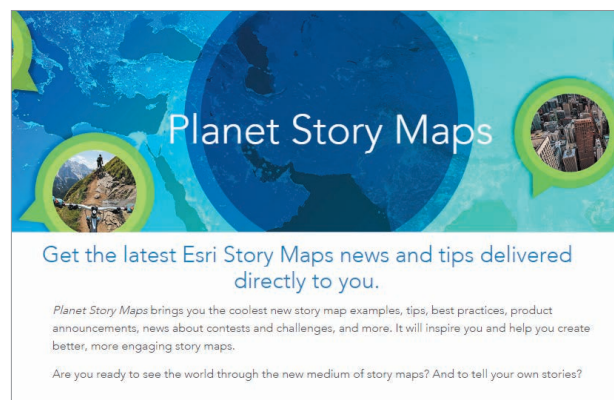 Planet Story Maps
Get the latest Esri Story Maps news and tips delivered
directly to you.
Planet Story Maps brings you the coolest new story map examples, tips, best practices, product
announcements, news about contests and challenges, and more. It will inspire you and help you create
better, more engaging story maps.
Are you ready to see the world through the new medium of story maps? And to tell your own stories?